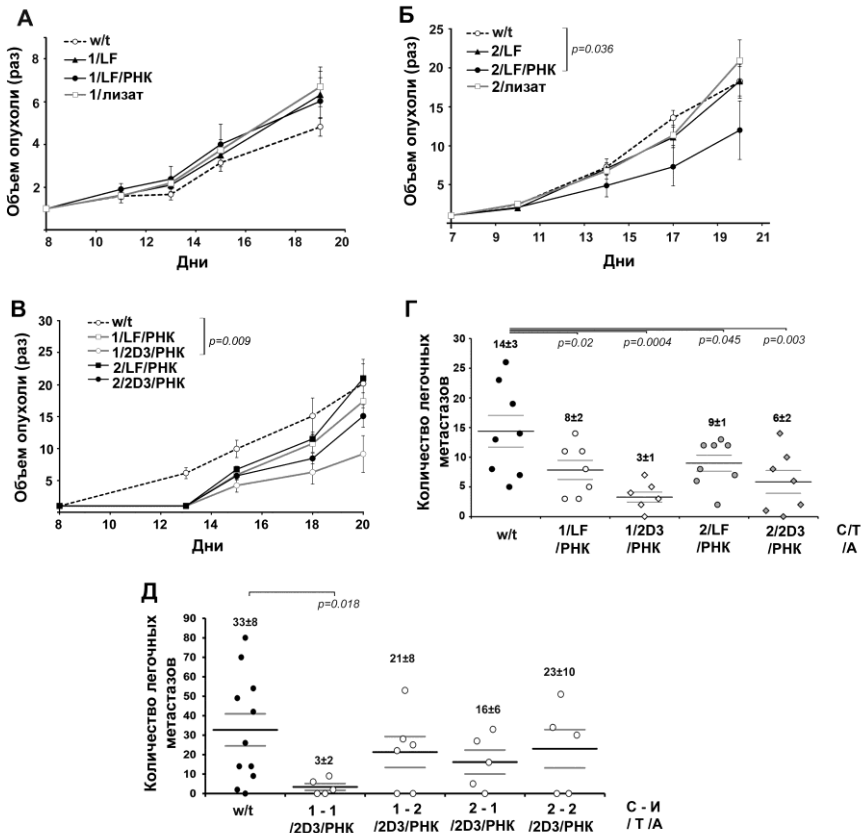 А
Объем опухоли (раз)
w/t
1/LF
1/LF/РНК
1/лизат
8
6
4
2
8 10 12 14 16 18 20
Дни
Б
Объем опухоли (раз)
w/t
2/LF
2/LF/РНК
2/лизат
p=0.036
25
20
15
10
5
7 9 11 13 15 17 19 21
Дни
В
Объем опухоли (раз)
w/t
1/LF/РНК
1/2D3/РНК
2/LF/РНК
2/2D3/РНК
p=0.009
30
25
20
15
10
5
8 10 12 14 16 18 20
Дни
Г
Количество легочных
метастазов
p=0.02 p=0.0004 p=0.045 p=0.003
30
25
20
15
10
5
0
14±3
8±2
3±1
9±1
6±2
w/t 1/LF 1/2D3 2/LF 2/2D3 С/Т
/РНК /РНК /РНК /РНК /А
Д
Количество легочных
метастазов
p=0.018
90
80
70
60
50
40
30
20
10
0
33±8
3±2
21±8
16±6
23±10
w/t 1 - 1 1 - 2 2 - 1 2 - 2 С - И
/2D3/РНК /2D3/РНК /2D3/РНК /2D3/РНК / Т /А